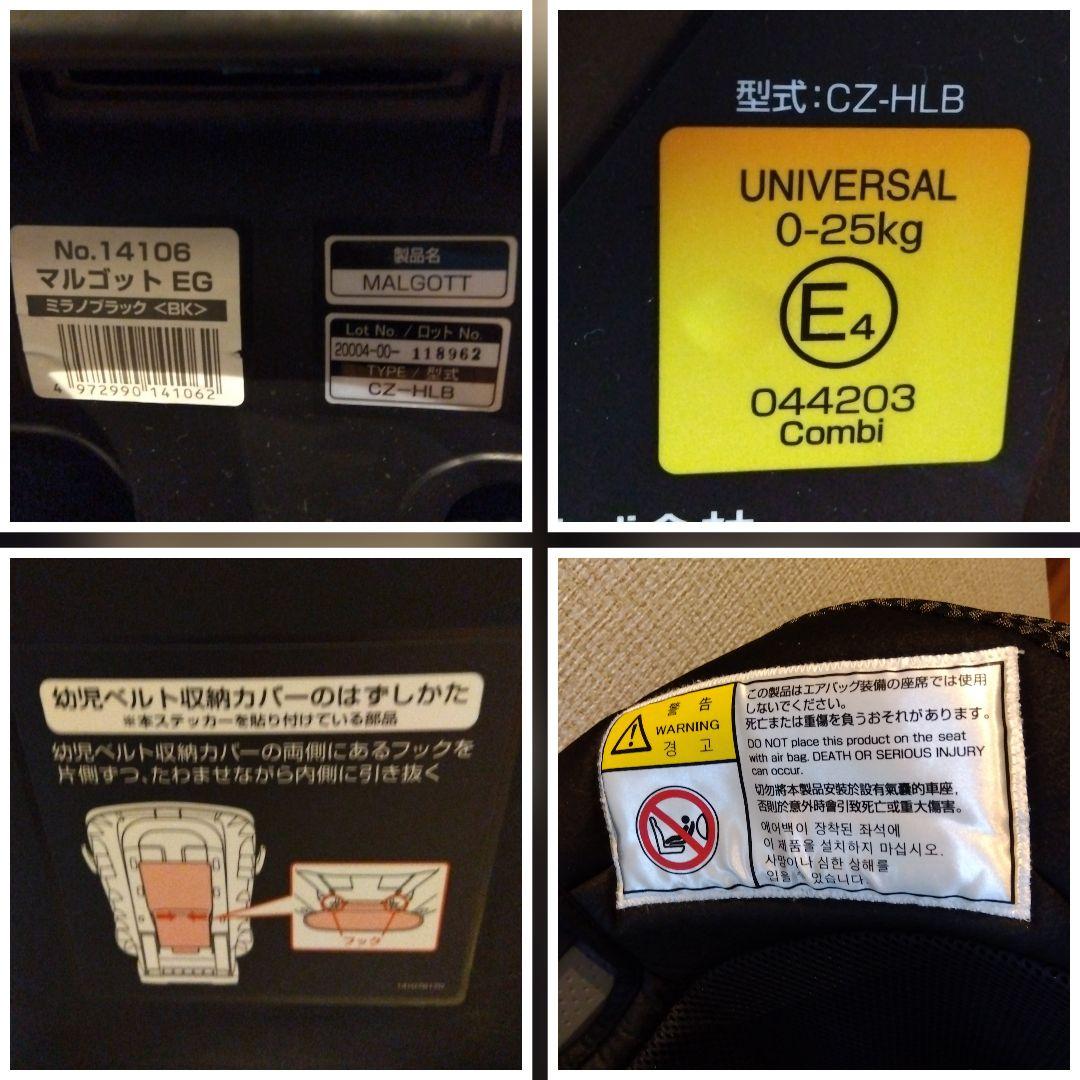 No.14106
マルゴット EG
ミラノブラック <BK>
4 972990 141062
製品名
MALGOTT
Lot No. / ロット No.
20004-00- 118962
TYPE / 型式
CZ-HLB
型式:CZ-HLB
UNIVERSAL
0-25kg
E4
044203
Combi
幼児ベルト収納カバーのはずしかた
※本ステッカーを貼り付けている部品
幼児ベルト収納カバーの両側にあるフックを
片側ずつ、たわませながら内側に引き抜く
フック
警告
WARNING
경고
この製品はエアバッグ装備の座席では使用
しないでください。
死亡または重傷を負うおそれがあります。
DO NOT place this product on the seat
with air bag. DEATH OR SERIOUS INJURY
can occur.
切勿將本製品安裝於設有氣囊的車座,
否則於意外時會引致死亡或重大傷害。
에어백이 장착된 좌석에
이 제품을 설치하지 마십시오.
사망이나 심한 상해를
입을 수 있습니다.